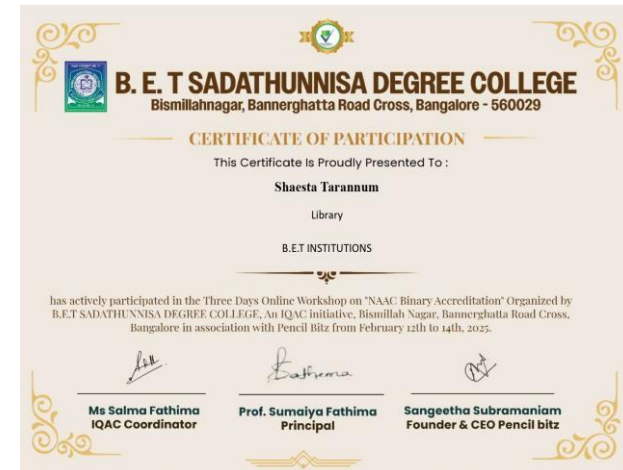 B. E. T SADATHUNNISA DEGREE COLLEGE
Bismillahnagar, Bannerghatta Road Cross, Bangalore - 560029
CERTIFICATE OF PARTICIPATION
This Certificate Is Proudly Presented To :
Shaesta Tarannum
Library
B.E.T INSTITUTIONS
has actively participated in the Three Days Online Workshop on "NAAC Binary Accreditation" Organized by
B.E.T SADATHUNNISA DEGREE COLLEGE, An IQAC initiative, Bismillah Nagar, Bannerghatta Road Cross,
Bangalore in association with Pencil Bitz from February 12th to 14th, 2025.
Ms Salma Fathima
IQAC Coordinator
Prof. Sumaiya Fathima
Principal
Sangeetha Subramaniam
Founder & CEO Pencil bitz